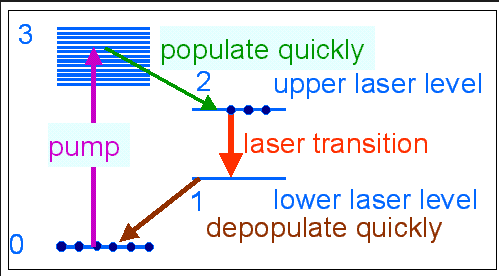 3
populate quickly
2
upper laser level
pump
laser transition
1
lower laser level
depopulate quickly
0